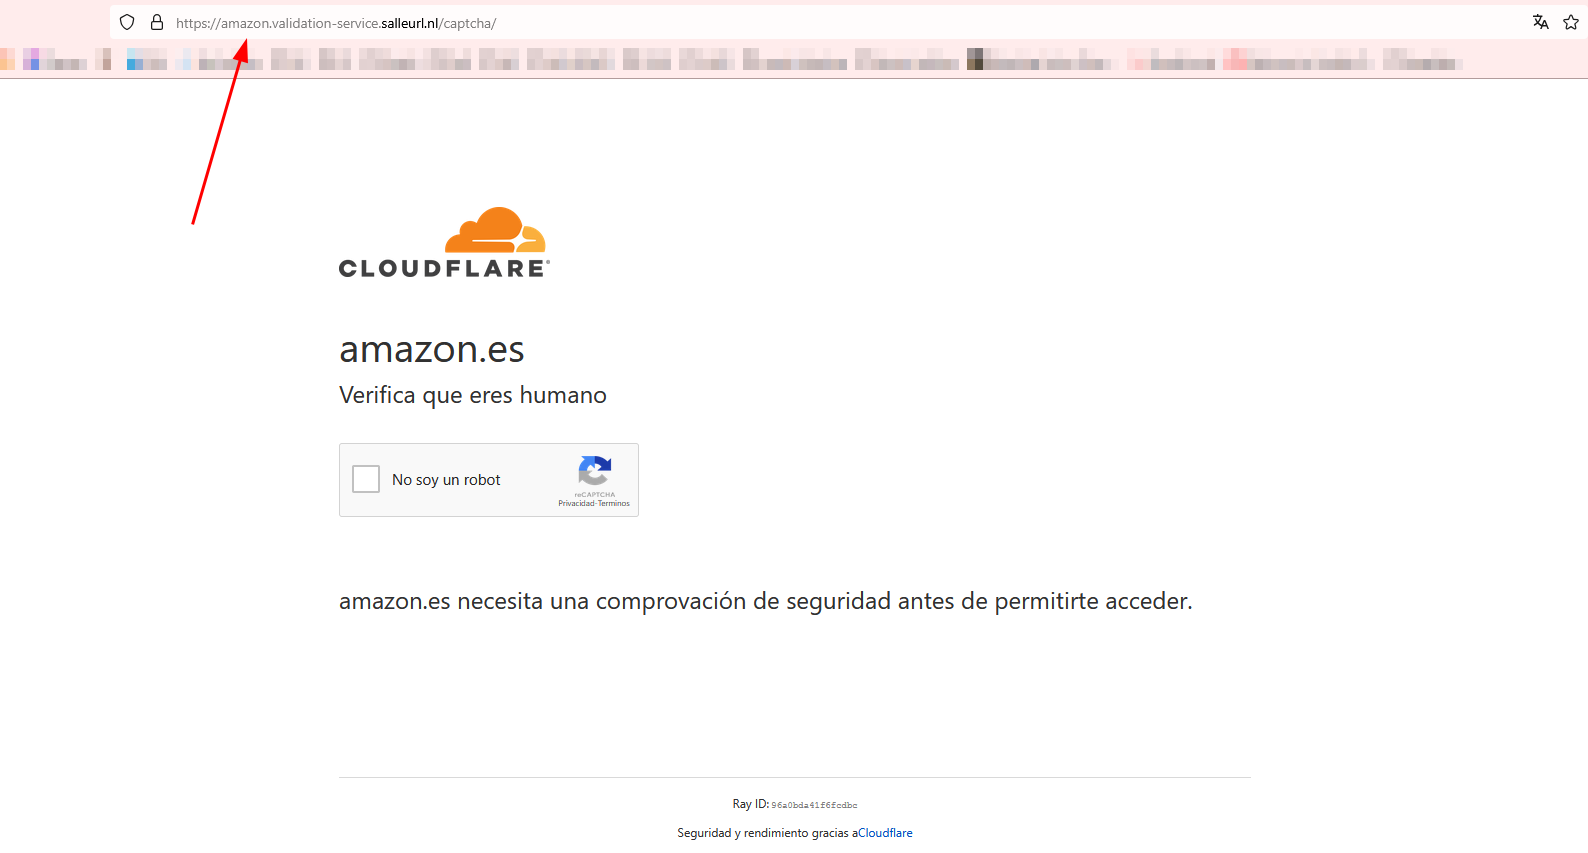 https://amazon.validation-service.salleurl.nl/captcha/
CLOUDFLARE®
amazon.es
Verifica que eres humano
No soy un robot
reCAPTCHA
Privacidad-Terminos
amazon.es necesita una comprovación de seguridad antes de permitirte acceder.
Ray ID: 96a0bda41f6fcdbc
Seguridad y rendimiento gracias aCloudflare